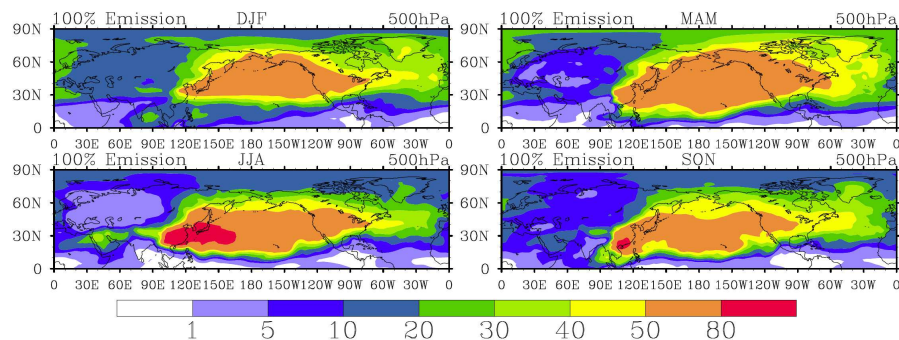 100% Emission DJF 500hPa
90N
60N
30N
0
0 30E 60E 90E 120E 150E 180 150W 120W 90W 60W 30W 0
100% Emission MAM 500hPa
90N
60N
30N
0
0 30E 60E 90E 120E 150E 180 150W 120W 90W 60W 30W 0
100% Emission JJA 500hPa
90N
60N
30N
0
0 30E 60E 90E 120E 150E 180 150W 120W 90W 60W 30W 0
100% Emission SON 500hPa
90N
60N
30N
0
0 30E 60E 90E 120E 150E 180 150W 120W 90W 60W 30W 0
1 5 10 20 30 40 50 80